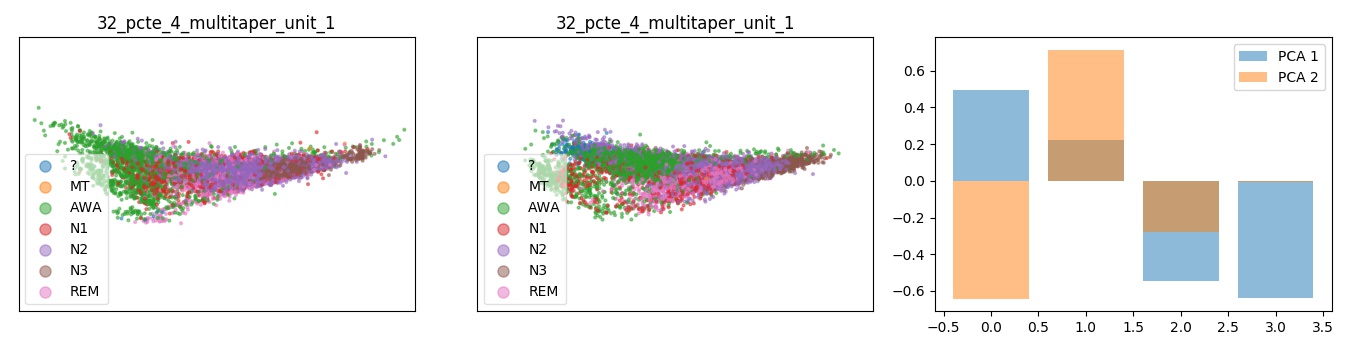 32_pcte_4_multitaper_unit_1
?
MT
AWA
N1
N2
N3
REM
32_pcte_4_multitaper_unit_1
?
MT
AWA
N1
N2
N3
REM
PCA 1
PCA 2
0.6
0.4
0.2
0.0
−0.2
−0.4
−0.6
−0.5 0.0 0.5 1.0 1.5 2.0 2.5 3.0 3.5